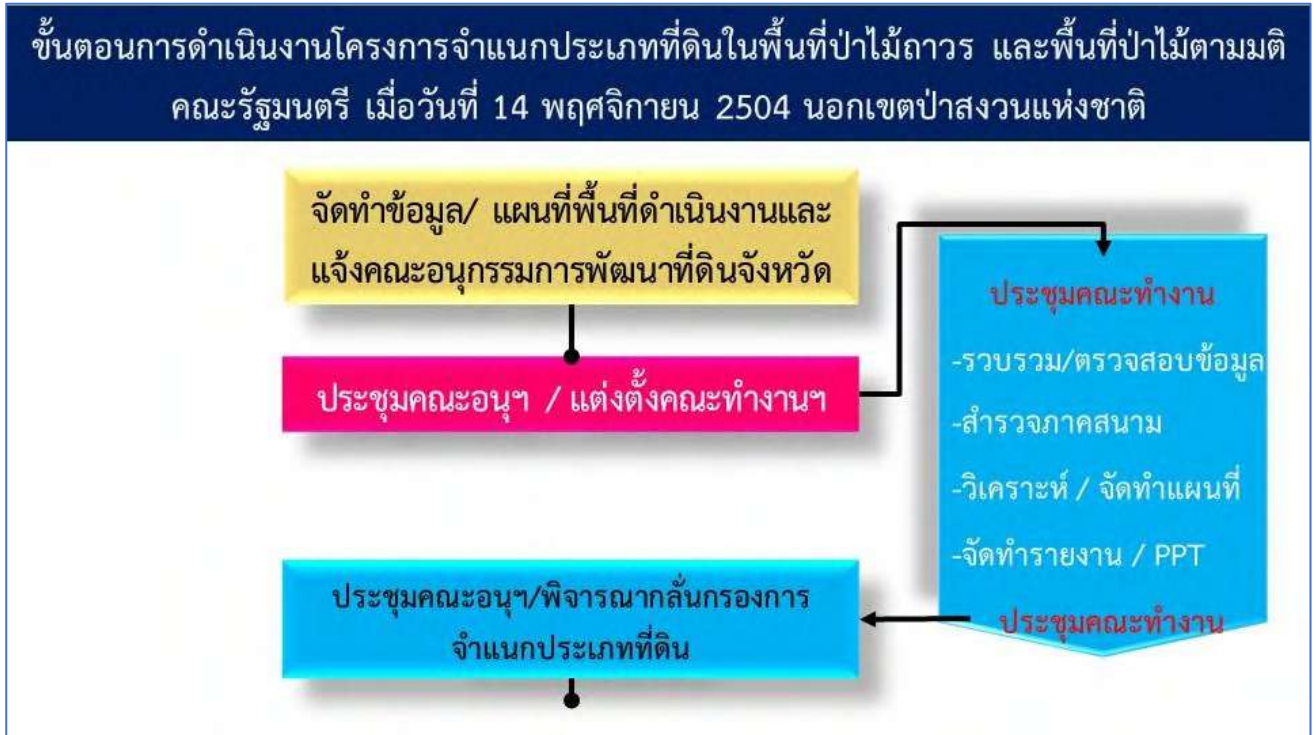 ขั้นตอนการดำเนินงานโครงการจำแนกประเภทที่ดินในพื้นที่ป่าไม้ถาวร และพื้นที่ป่าไม้ตามมติ
คณะรัฐมนตรี เมื่อวันที่ 14 พฤศจิกายน 2504 นอกเขตป่าสงวนแห่งชาติ
จัดทำข้อมูล/ แผนที่พื้นที่ดำเนินงานและ
แจ้งคณะอนุกรรมการพัฒนาที่ดินจังหวัด
ประชุมคณะอนุฯ / แต่งตั้งคณะทำงานฯ
ประชุมคณะทำงาน
-รวบรวม/ตรวจสอบข้อมูล
-สำรวจภาคสนาม
-วิเคราะห์ / จัดทำแผนที่
-จัดทำรายงาน / PPT
ประชุมคณะทำงาน
ประชุมคณะอนุฯ/พิจารณากลั่นกรองการ
จำแนกประเภทที่ดิน